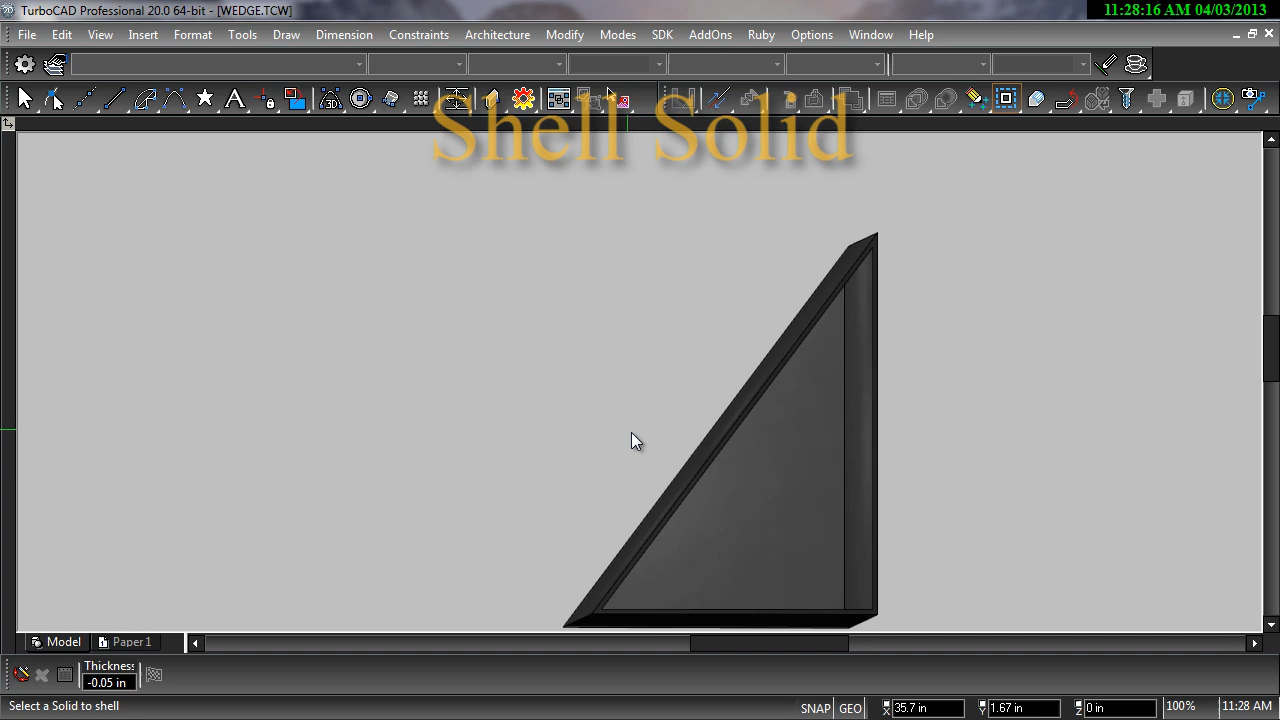 TurboCAD Professional 20.0 64-bit - [WEDGE.TCW]
11:28:16 AM 04/03/2013
File Edit View Insert Format Tools Draw Dimension Constraints Architecture Modify Modes SDK AddOns Ruby Options Window Help
Shell Solid
Model Paper 1
Thickness
-0.05 in
Select a Solid to shell
SNAP GEO X 35.7 in Y 1.67 in Z 0 in 100% 11:28 AM